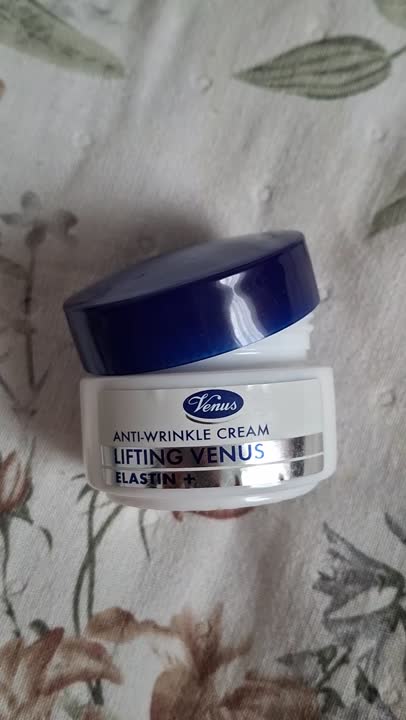 Venus
ANTI-WRINKLE CREAM
LIFTING VENUS
ELASTIN +